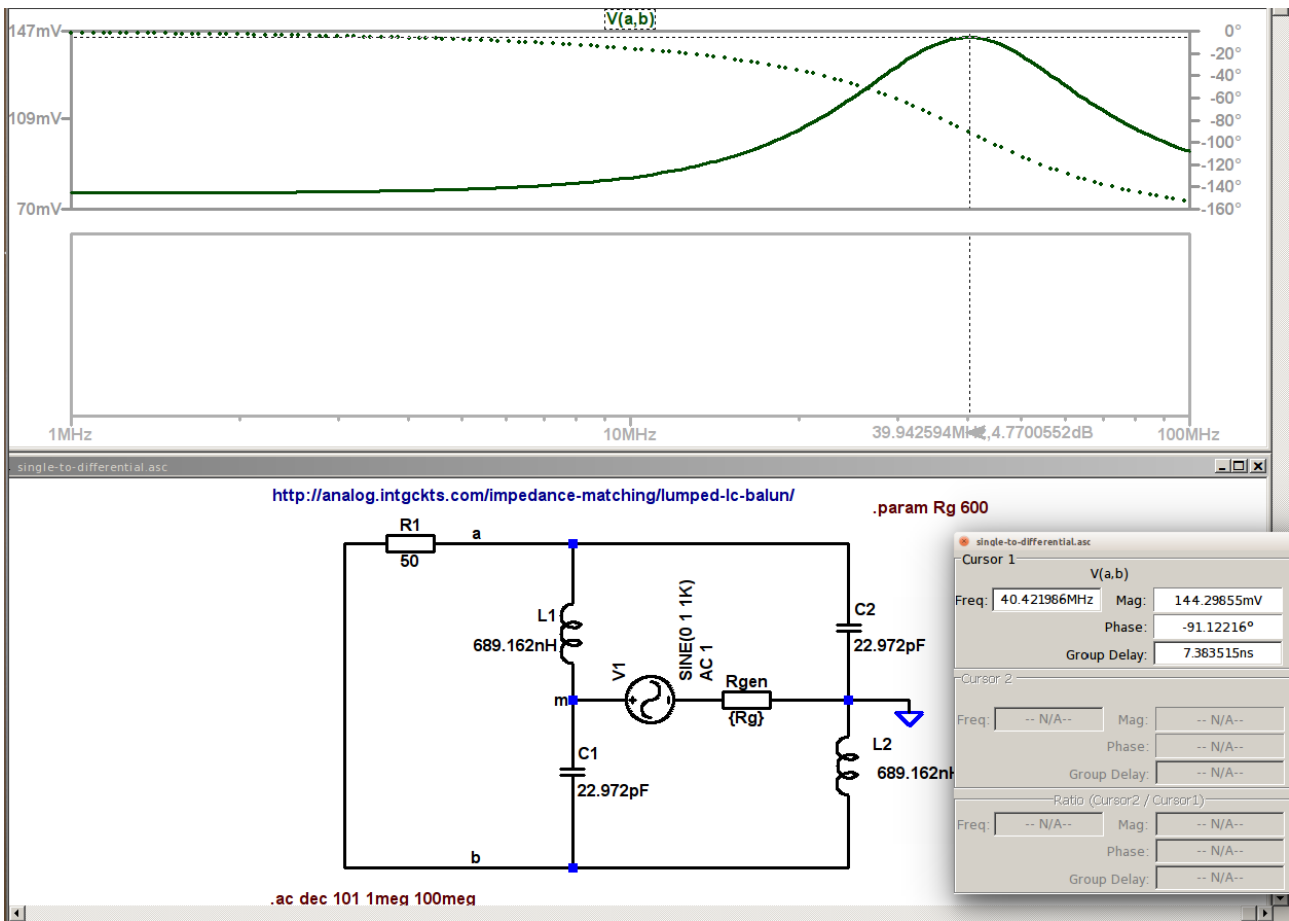 V(a,b)
147mV
109mV
70mV
0°
-20°
-40°
-60°
-80°
-100°
-120°
-140°
-160°
1MHz
10MHz
100MHz
single-to-differential.asc
http://analog.intgckts.com/impedance-matching/lumped-lc-balun/
.param Rg 600
R1
50
a
L1
689.162nH
V1
SINE(0 1 1K)
AC 1
Rgen
{Rg}
C2
22.972pF
m
C1
22.972pF
L2
689.162nH
b
.ac dec 101 1meg 100meg
single-to-differential.asc
Cursor 1
V(a,b)
Freq: 40.421986MHz Mag: 144.29855mV
Phase: -91.12216°
Group Delay: 7.383515ns
Cursor 2
Freq: -- N/A-- Mag: -- N/A--
Phase: -- N/A--
Group Delay: -- N/A--
Ratio (Cursor2 / Cursor1)
Freq: -- N/A-- Mag: -- N/A--
Phase: -- N/A--
Group Delay: -- N/A--